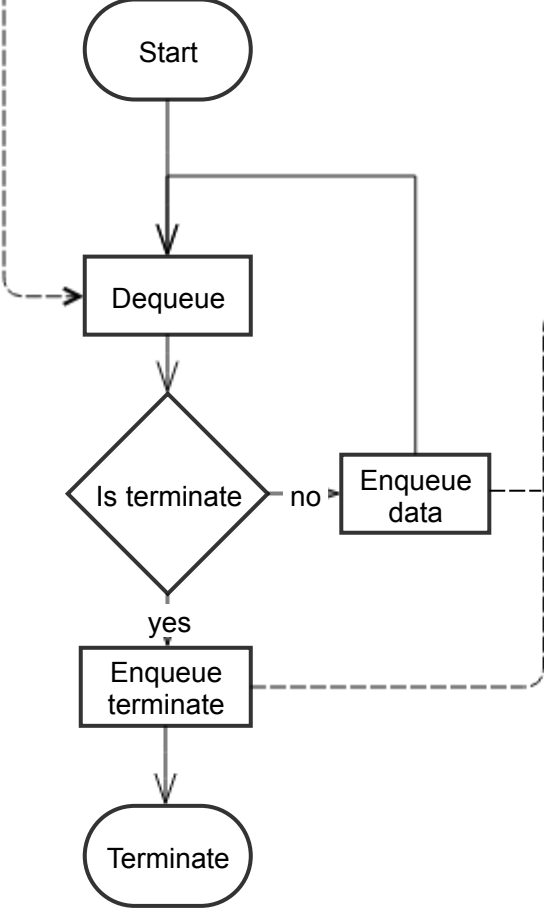 Start
Dequeue
Is terminate
no
Enqueue
data
yes
Enqueue
terminate
Terminate